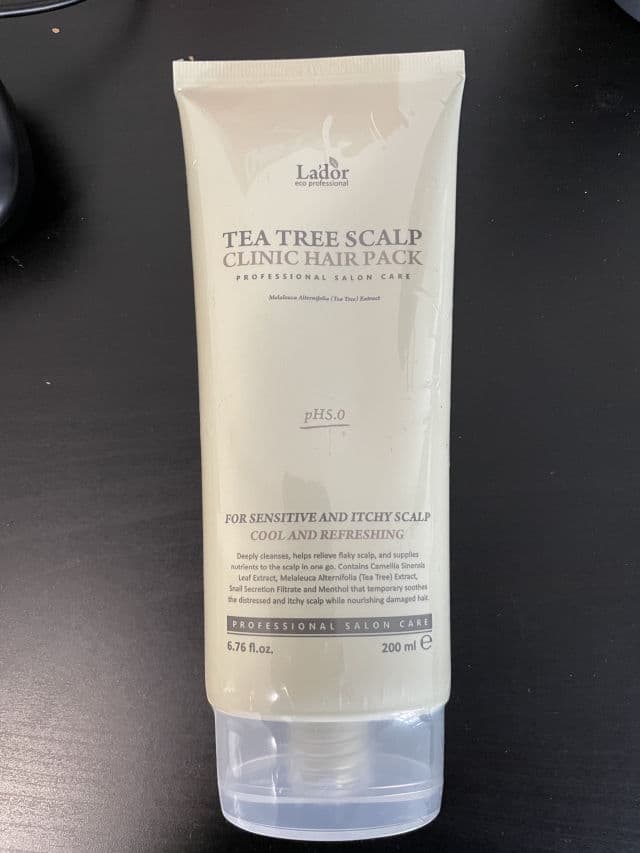 La'dor
eco professional
TEA TREE SCALP
CLINIC HAIR PACK
PROFESSIONAL SALON CARE
Melaleuca Alternifolia (Tea Tree) Extract
pH5.0
FOR SENSITIVE AND ITCHY SCALP
COOL AND REFRESHING
Deeply cleanses, helps relieve flaky scalp, and supplies
nutrients to the scalp in one go. Contains Camellia Sinensis
Leaf Extract, Melaleuca Alternifolia (Tea Tree) Extract,
Snail Secretion Filtrate and Menthol that temporary soothes
the distressed and itchy scalp while nourishing damaged hair.
PROFESSIONAL SALON CARE
6.76 fl.oz. 200 ml ℮